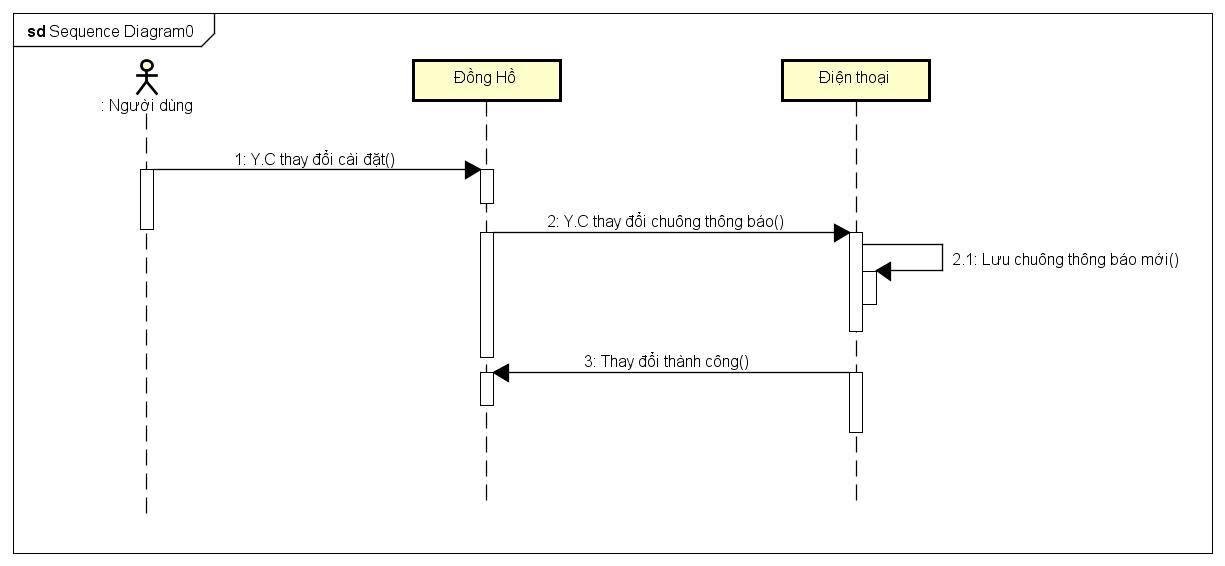 sd Sequence Diagram0
: Người dùng
Đồng Hồ
Điện thoại
1: Y.C thay đổi cài đặt()
2: Y.C thay đổi chuông thông báo()
2.1: Lưu chuông thông báo mới()
3: Thay đổi thành công()